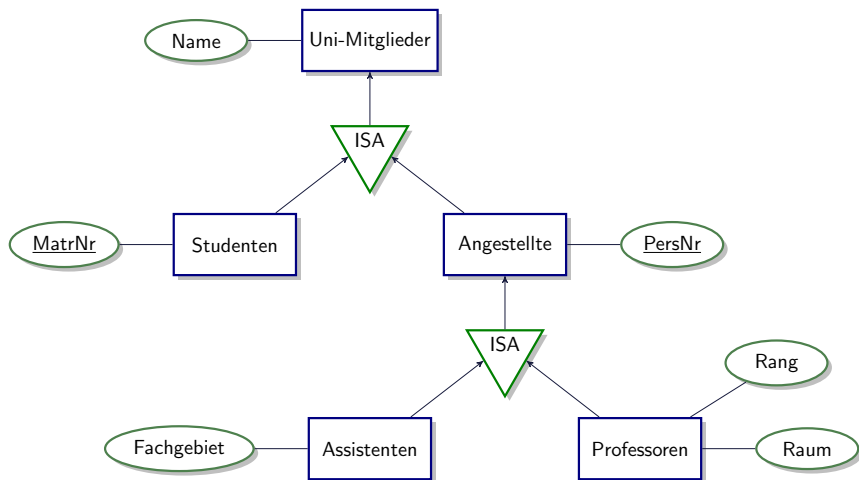 Name
Uni-Mitglieder
ISA
MatrNr
Studenten
Angestellte
PersNr
ISA
Rang
Fachgebiet
Assistenten
Professoren
Raum